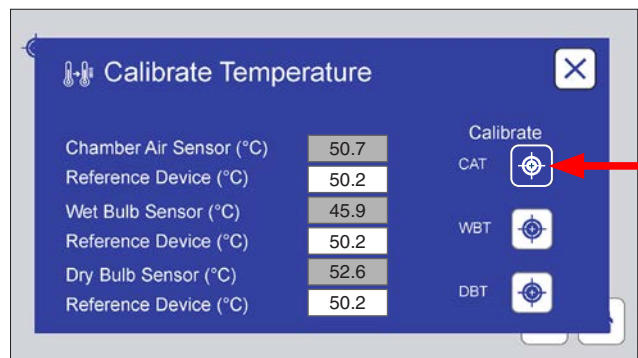 Calibrate Temperature
Calibrate
Chamber Air Sensor (°C) 50.7
CAT
Reference Device (°C) 50.2
Wet Bulb Sensor (°C) 45.9
WBT
Reference Device (°C) 50.2
Dry Bulb Sensor (°C) 52.6
DBT
Reference Device (°C) 50.2